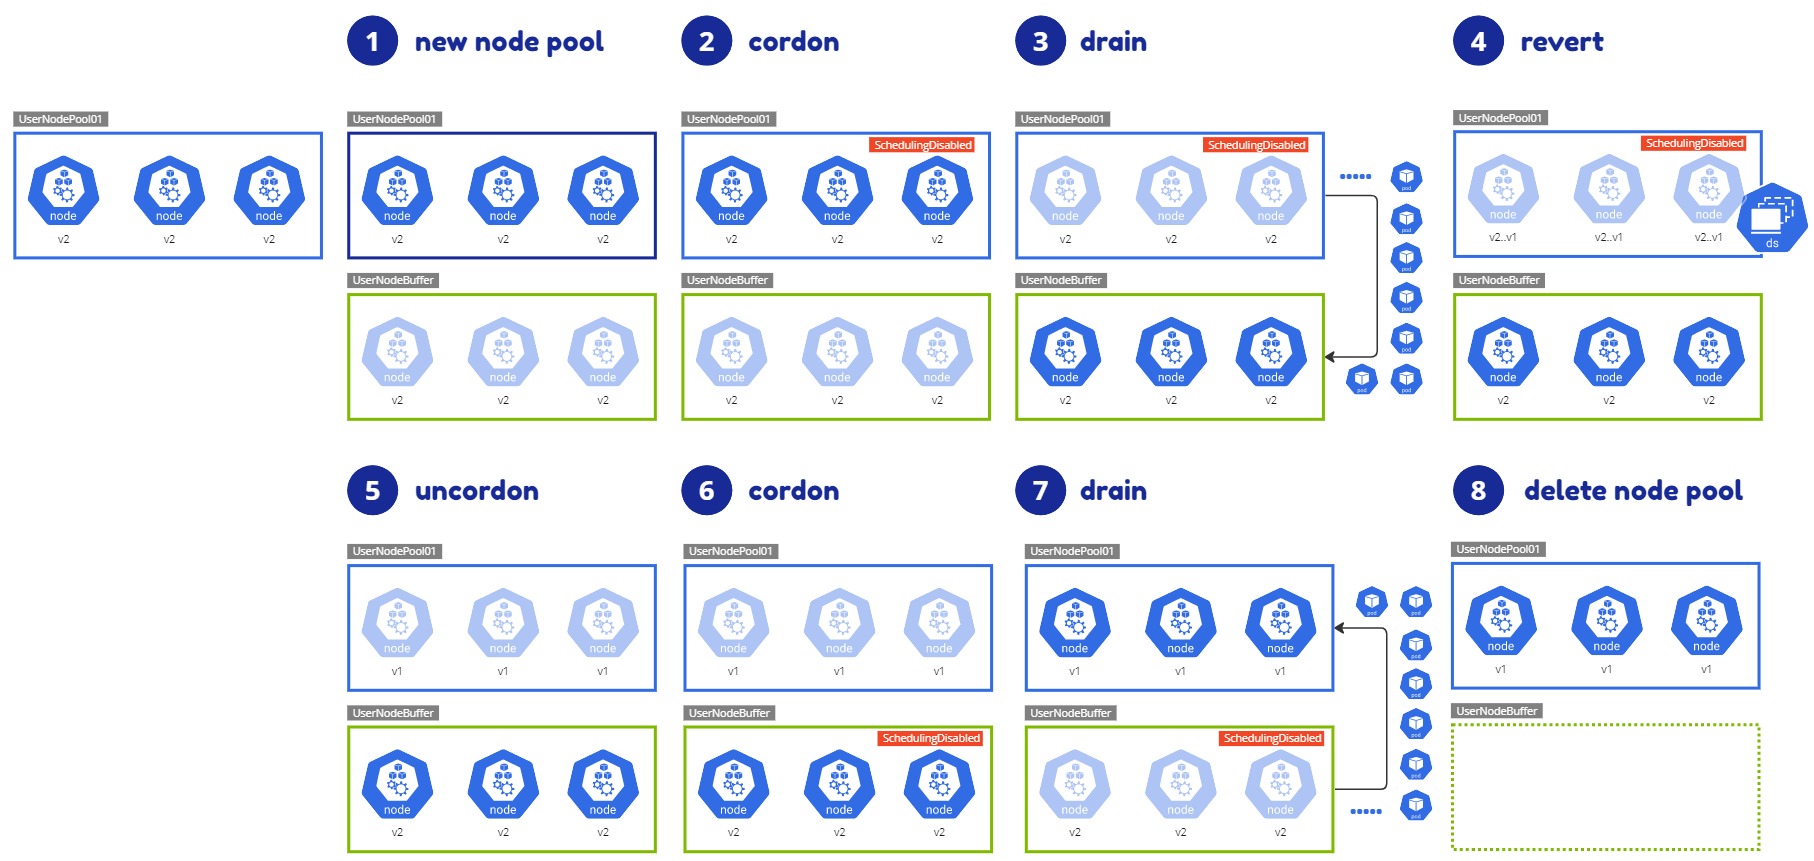 1 new node pool
2 cordon
3 drain
4 revert
UserNodePool01
node node node
v2 v2 v2
UserNodePool01
node node node
v2 v2 v2
UserNodeBuffer
node node node
v2 v2 v2
UserNodePool01
SchedulingDisabled
node node node
v2 v2 v2
UserNodeBuffer
node node node
v2 v2 v2
UserNodePool01
SchedulingDisabled
node node node
v2 v2 v2
UserNodeBuffer
node node node
v2 v2 v2
pod
pod
pod
pod
pod
pod pod
UserNodePool01
SchedulingDisabled
node node node
v2..v1 v2..v1 v2..v1
ds
UserNodeBuffer
node node node
v2 v2 v2
5 uncordon
6 cordon
7 drain
8 delete node pool
UserNodePool01
node node node
v1 v1 v1
UserNodeBuffer
node node node
v2 v2 v2
UserNodePool01
node node node
v1 v1 v1
UserNodeBuffer
SchedulingDisabled
node node node
v2 v2 v2
UserNodePool01
node node node
v1 v1 v1
UserNodeBuffer
SchedulingDisabled
node node node
v2 v2 v2
pod pod
pod
pod
pod
pod
pod
UserNodePool01
node node node
v1 v1 v1
UserNodeBuffer